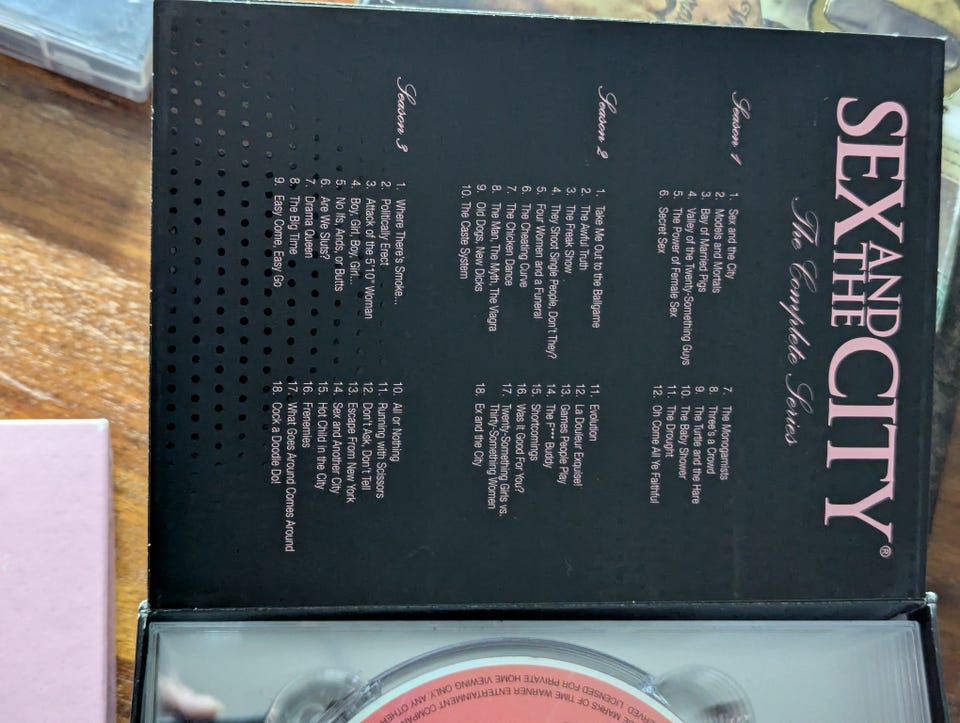 SEX AND THE CITY®
The Complete Series
Season 1
1. Sex and the City
2. Models and Mortals
3. Bay of Married Pigs
4. Valley of the Twenty-Something Guys
5. The Power of Female Sex
6. Secret Sex
7. The Monogamists
8. Three's a Crowd
9. The Turtle and the Hare
10. The Baby Shower
11. The Drought
12. Oh Come All Ye Faithful
Season 2
1. Take Me Out to the Ballgame
2. The Awful Truth
3. The Freak Show
4. They Shoot Single People, Don't They?
5. Four Women and a Funeral
6. The Cheating Curve
7. The Chicken Dance
8. The Man, The Myth, The Viagra
9. Old Dogs, New Dicks
10. The Caste System
11. Evolution
12. La Douleur Exquise!
13. Games People Play
14. The F*** Buddy
15. Shortcomings
16. Was It Good For You?
17. Twenty-Something Girls vs.
Thirty-Something Women
18. Ex and the City
Season 3
1. Where There's Smoke...
2. Politically Erect
3. Attack of the 5'10" Woman
4. Boy, Girl, Boy, Girl...
5. No Ifs, Ands, or Butts
6. Are We Sluts?
7. Drama Queen
8. The Big Time
9. Easy Come, Easy Go
10. All or Nothing
11. Running with Scissors
12. Don't Ask, Don't Tell
13. Escape From New York
14. Sex and Another City
15. Hot Child in the City
16. Frenemies
17. What Goes Around Comes Around
18. Cock a Doodle Do!
MARKS OF TIME WARNER ENTERTAINMENT COMPAN
LICENSED FOR PRIVATE HOME VIEWING ONLY. ANY OTHER